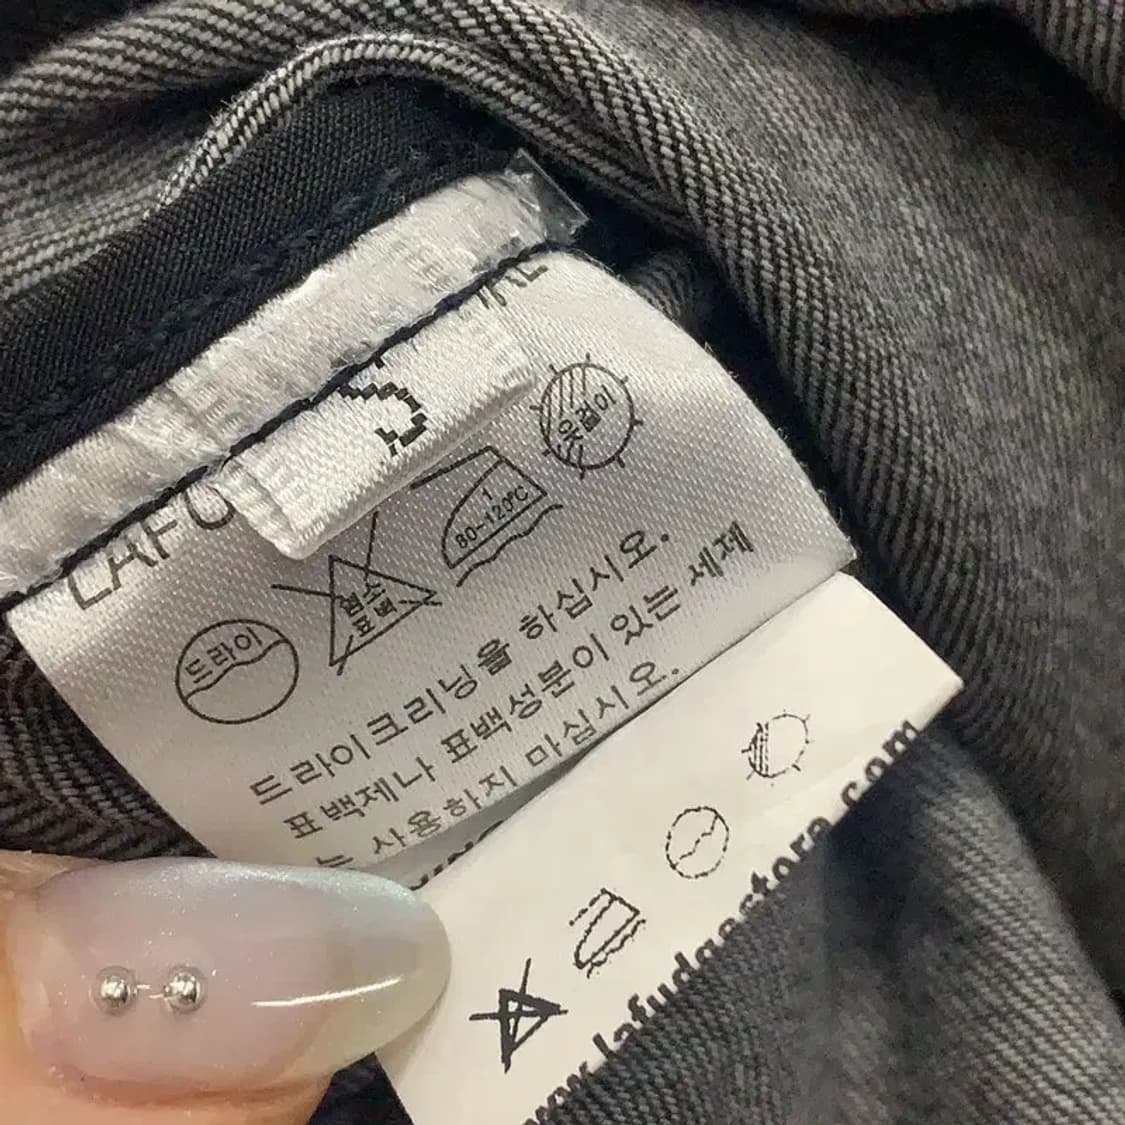 S
옷걸이
1
80~120°C
염소
표백
드라이
드라이크리닝을 하십시오.
표백제나 표백성분이 있는 세제
는 사용하지 마십시오.
www.lafudgestore.com